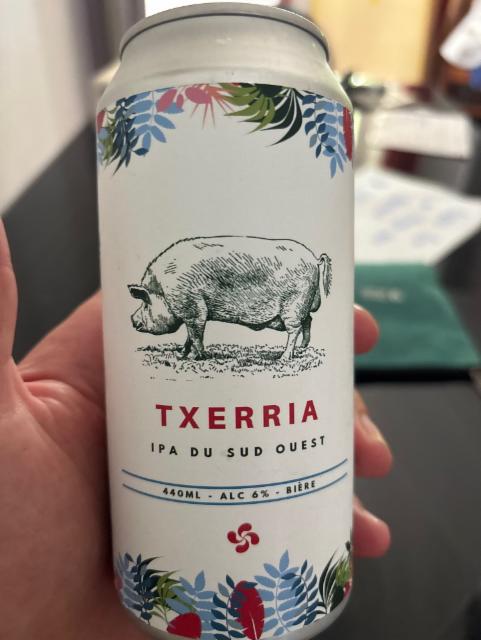 TXERRIA
IPA DU SUD OUEST
440ML - ALC 6% - BIÈRE